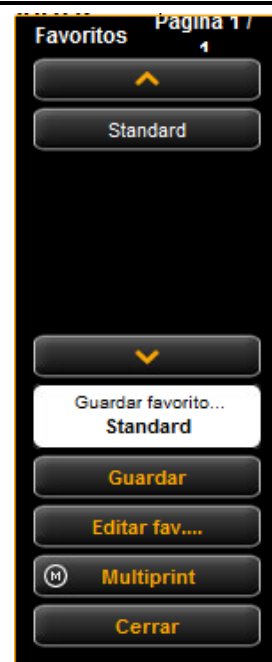 Favoritos
Pagina 1 /
1
Standard
Guardar favorito...
Standard
Guardar
Editar fav....
M Multiprint
Cerrar